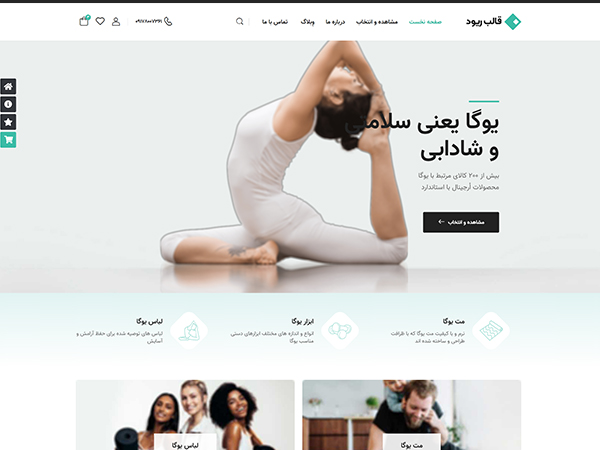 قالب ریود
صفحه نخست
مشاهده و انتخاب
درباره ما
وبلاگ
تماس با ما
یوگا یعنی سلامتی
و شادابی
بیش از ۲۰۰ کالای مرتبط با یوگا
محصولات اُرجینال با استاندارد
مشاهده و انتخاب
مت یوگا
نرم و با کیفیت مت یوگا که با ظرافت
طراحی و ساخته شده اند
ابزار یوگا
انواع و اندازه های مختلف ابزارهای دستی
مناسب یوگا
لباس یوگا
لباس های توصیه شده برای حفظ آرامش و
آسایش
مت یوگا
لباس یوگا